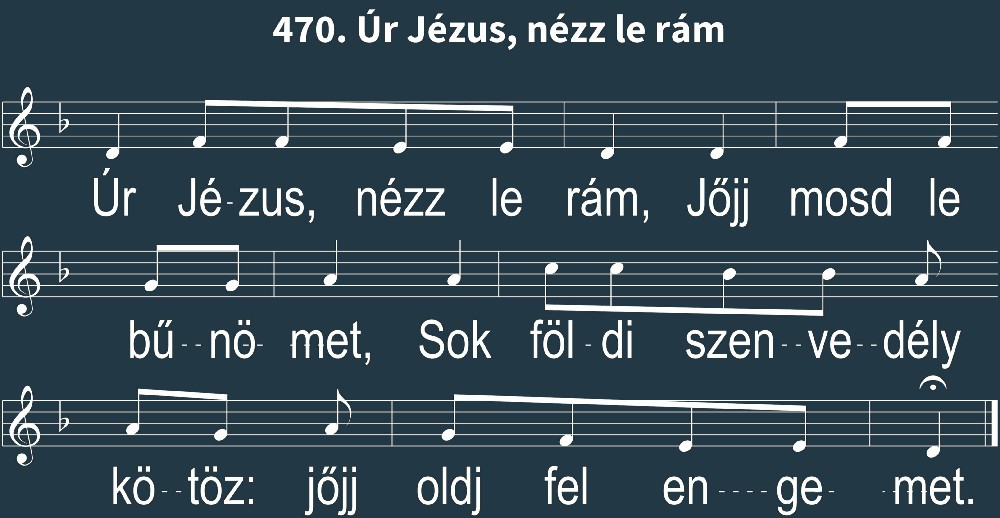 470. Úr Jézus, nézz le rám
Úr Jé-zus, nézz le rám, Jőjj mosd le
bű--nö- met, Sok föl-di szen--ve--dély
kö--töz: jőjj oldj fel en----ge- -met.